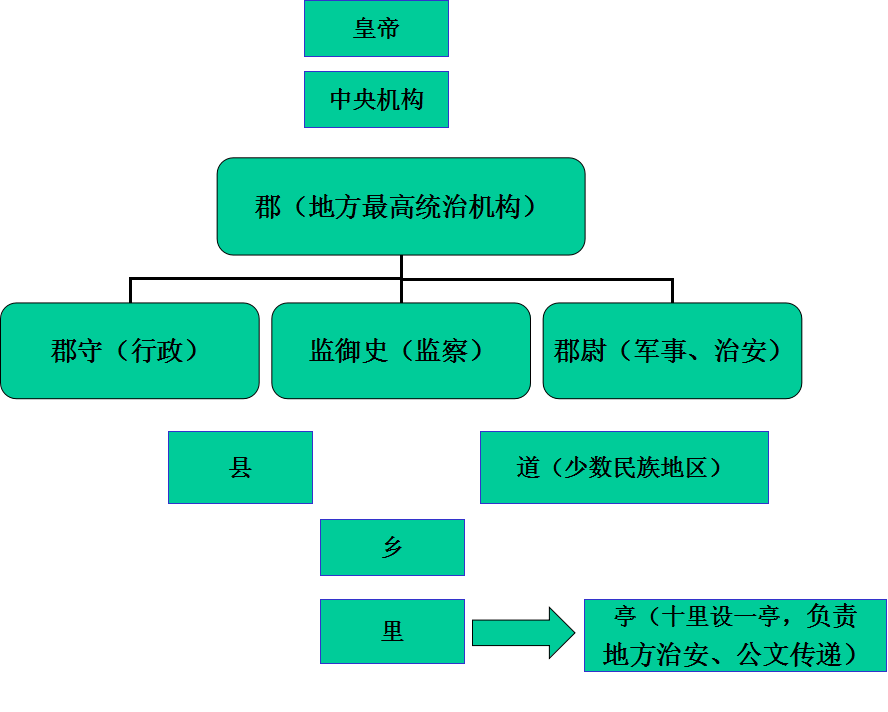 皇帝
中央机构
郡（地方最高统治机构）
郡守（行政）
监御史（监察）
郡尉（军事、治安）
县
道（少数民族地区）
乡
里
亭（十里设一亭，负责
地方治安、公文传递）